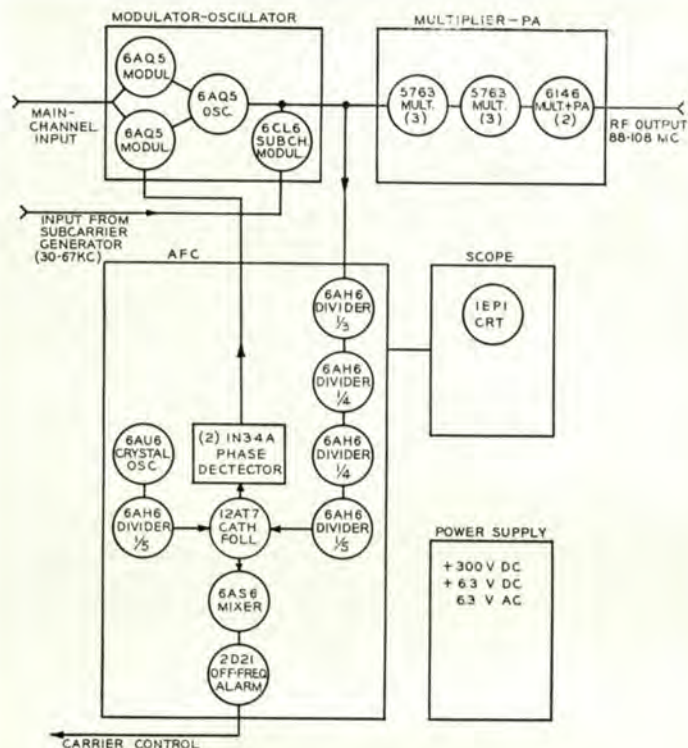 MODULATOR-OSCILLATOR
MULTIPLIER-PA
6AQ5
MODUL
6AQ5
OSC.
6AQ5
MODUL.
6CL6
SUBCH.
MODUL.
MAIN-
CHANNEL
INPUT
5763
MULT.
(3)
5763
MULT.
(3)
6146
MULT+PA
(2)
RF OUTPUT
88-108 MC
INPUT FROM
SUBCARRIER
GENERATOR
(30-67KC)
AFC
SCOPE
6AH6
DIVIDER
1/3
1EP1
CRT
6AH6
DIVIDER
1/4
6AU6
CRYSTAL
OSC
(2) IN34A
PHASE
DECTECTOR
6AH6
DIVIDER
1/4
6AH6
DIVIDER
1/5
12AT7
CATH
FOLL
6AH6
DIVIDER
1/5
POWER SUPPLY
+300 V DC
+ 63 V DC
63 V AC
6AS6
MIXER
2D21
OFF-FREQ
ALARM
CARRIER CONTROL